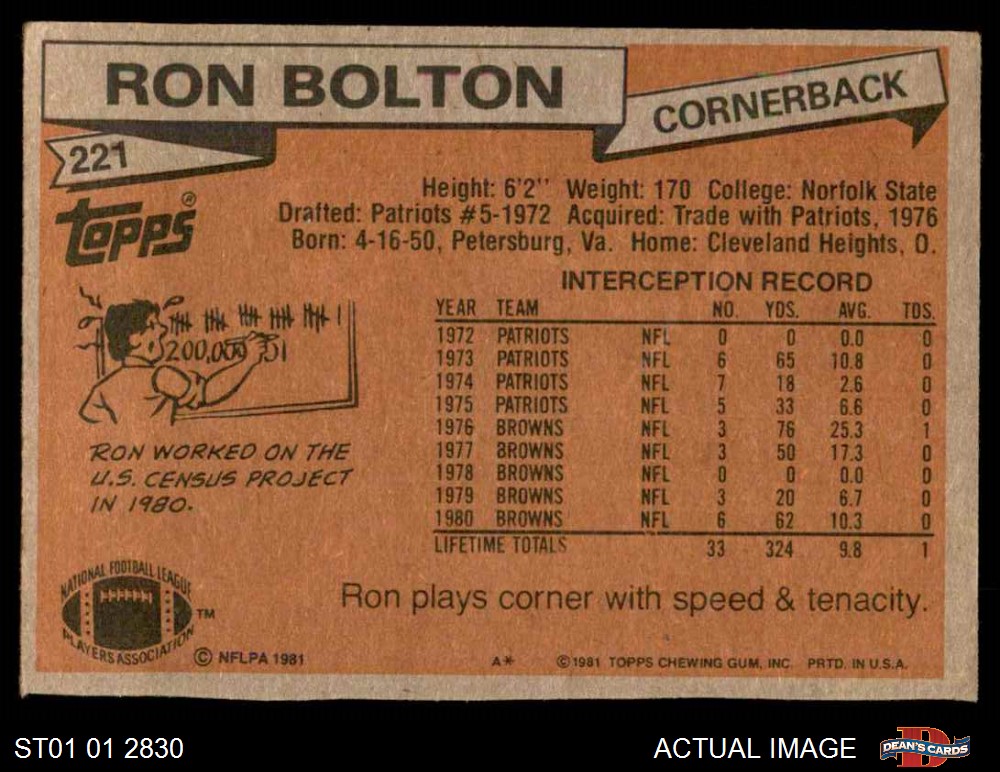 RON BOLTON
CORNERBACK
221
TOPPS®
Height: 6'2'' Weight: 170 College: Norfolk State
Drafted: Patriots #5-1972 Acquired: Trade with Patriots, 1976
Born: 4-16-50, Petersburg, Va. Home: Cleveland Heights, O.
INTERCEPTION RECORD
YEAR TEAM NO. YDS. AVG. TDS.
1972 PATRIOTS NFL 0 0 0.0 0
1973 PATRIOTS NFL 6 65 10.8 0
1974 PATRIOTS NFL 7 18 2.6 0
1975 PATRIOTS NFL 5 33 6.6 0
1976 BROWNS NFL 3 76 25.3 1
1977 BROWNS NFL 3 50 17.3 0
1978 BROWNS NFL 0 0 0.0 0
1979 BROWNS NFL 3 20 6.7 0
1980 BROWNS NFL 6 62 10.3 0
LIFETIME TOTALS 33 324 9.8 1
RON WORKED ON THE
U.S. CENSUS PROJECT
IN 1980.
Ron plays corner with speed & tenacity.
NATIONAL FOOTBALL LEAGUE
PLAYERS ASSOCIATION
TM
© NFLPA 1981
A* © 1981 TOPPS CHEWING GUM, INC. PRTD. IN U.S.A.
ST01 01 2830
ACTUAL IMAGE
D
DEAN'S CARDS